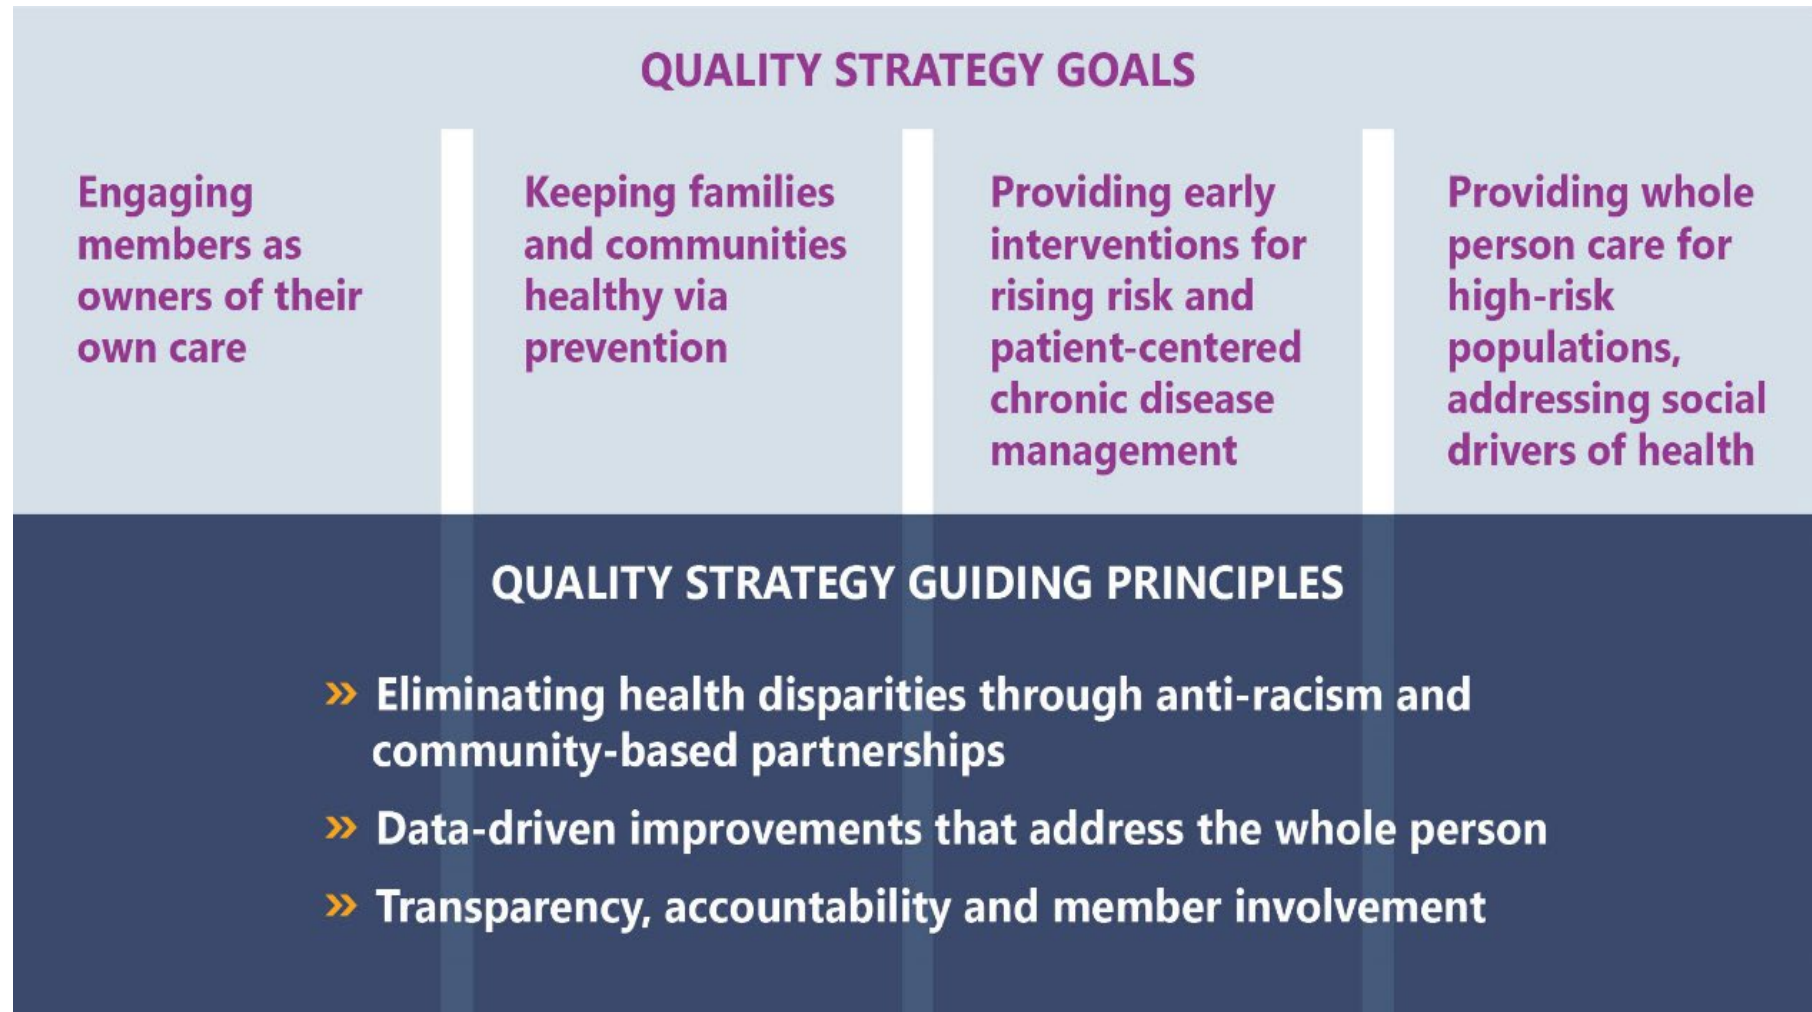 QUALITY STRATEGY GOALS
Engaging
members as
owners of their
own care
Keeping families
and communities
healthy via
prevention
Providing early
interventions for
rising risk and
patient-centered
chronic disease
management
Providing whole
person care for
high-risk
populations,
addressing social
drivers of health
QUALITY STRATEGY GUIDING PRINCIPLES
» Eliminating health disparities through anti-racism and
community-based partnerships
» Data-driven improvements that address the whole person
» Transparency, accountability and member involvement